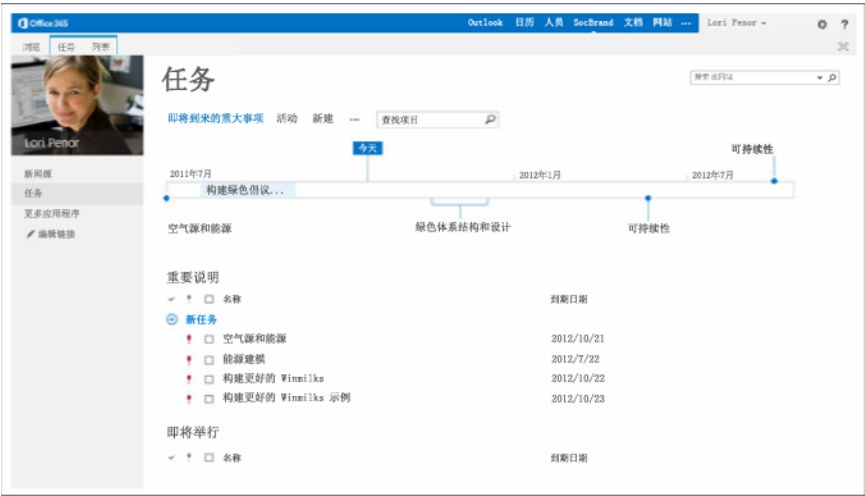 Office 365 Outlook 日历 人员 SocBrand 文档 网站 ... Lori Penor ?
浏览 任务 列表
任务
搜索此网站
即将到来的重大事项 活动 新建 ... 查找项目
Lori Penor
今天 可持续性
新闻源
2011年7月 2012年1月 2012年7月
任务
构建绿色倡议...
更多应用程序
空气源和能源 绿色体系结构和设计 可持续性
编辑链接
重要说明
名称 到期日期
新任务
空气源和能源 2012/10/21
能源建模 2012/7/22
构建更好的 Winmilks 2012/10/22
构建更好的 Winmilks 示例 2012/10/23
即将举行
名称 到期日期